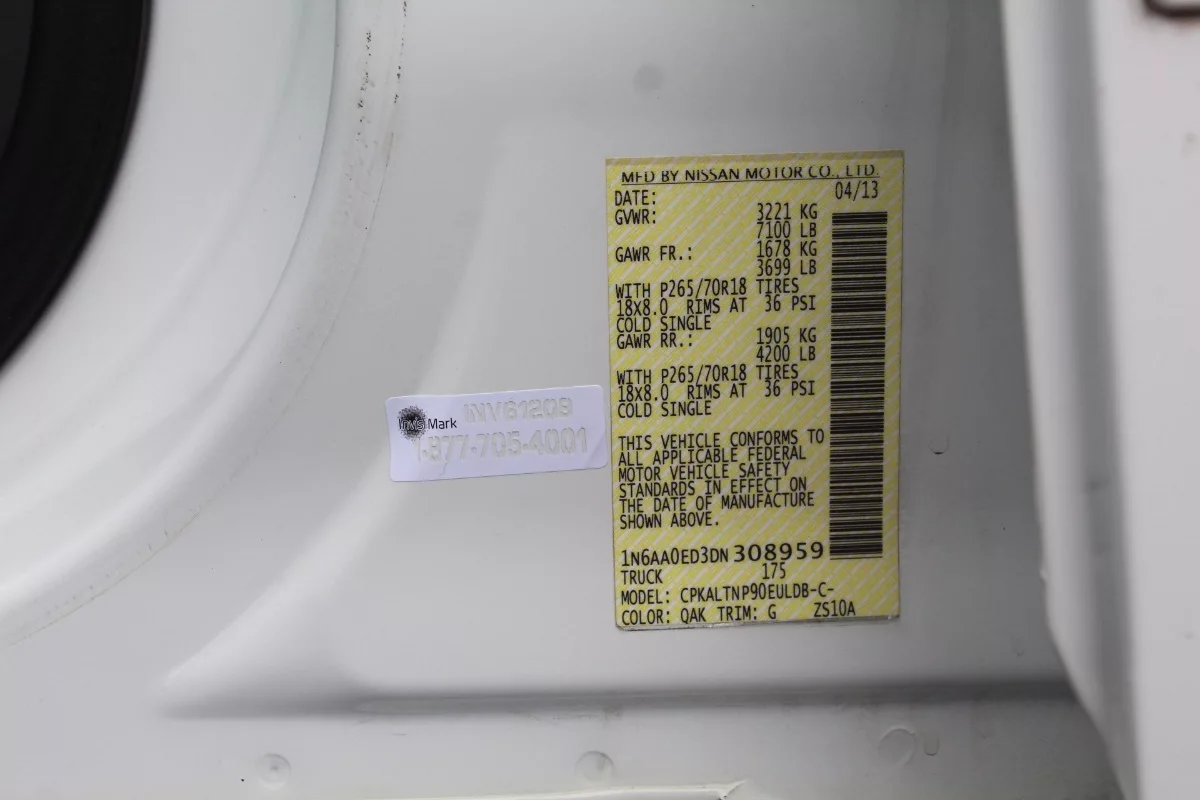 MFD BY NISSAN MOTOR CO., LTD.
DATE: 04/13
GVWR: 3221 KG
7100 LB
GAWR FR.: 1678 KG
3699 LB
WITH P265/70R18 TIRES
18X8.0 RIMS AT 36 PSI
COLD SINGLE
GAWR RR.: 1905 KG
4200 LB
WITH P265/70R18 TIRES
18X8.0 RIMS AT 36 PSI
COLD SINGLE
THIS VEHICLE CONFORMS TO
ALL APPLICABLE FEDERAL
MOTOR VEHICLE SAFETY
STANDARDS IN EFFECT ON
THE DATE OF MANUFACTURE
SHOWN ABOVE.
1N6AA0ED3DN308959
TRUCK 175
MODEL: CPKALTNP90EULDB-C-
COLOR: QAK TRIM: G ZS10A
InVisiMark INV61209
1-877-705-4001